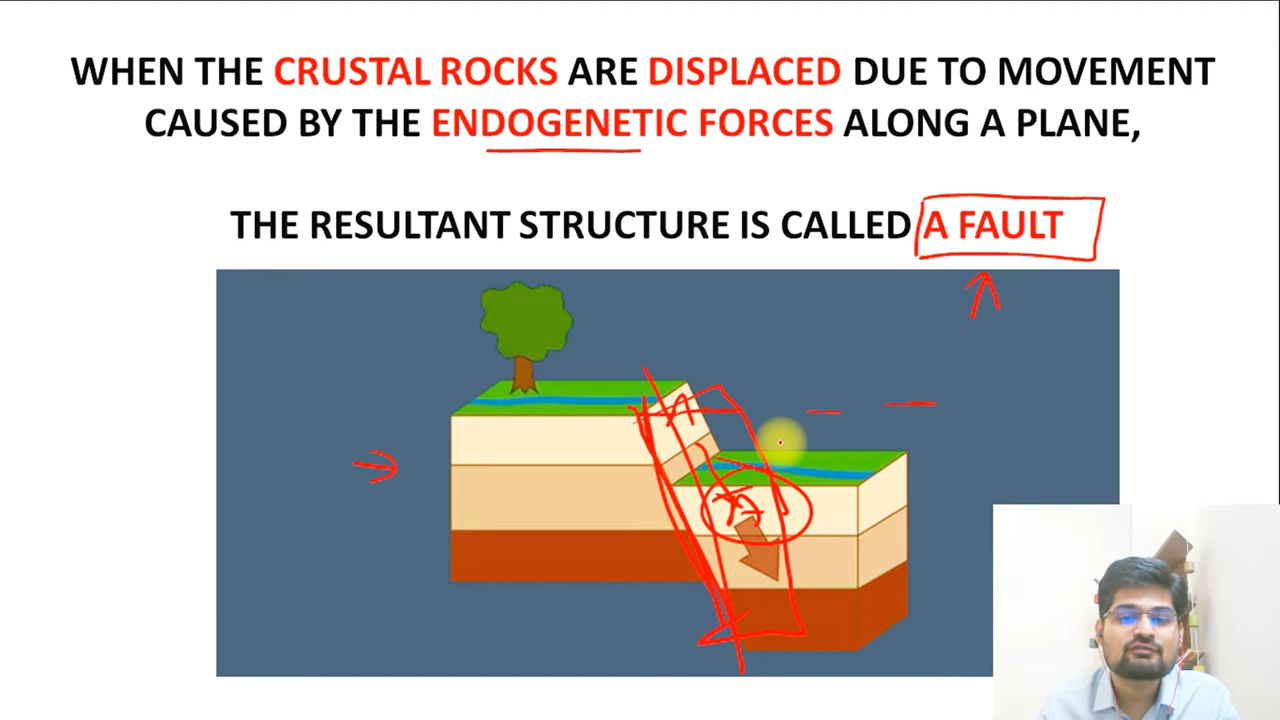 WHEN THE CRUSTAL ROCKS ARE DISPLACED DUE TO MOVEMENT
CAUSED BY THE ENDOGENETIC FORCES ALONG A PLANE,
THE RESULTANT STRUCTURE IS CALLED A FAULT